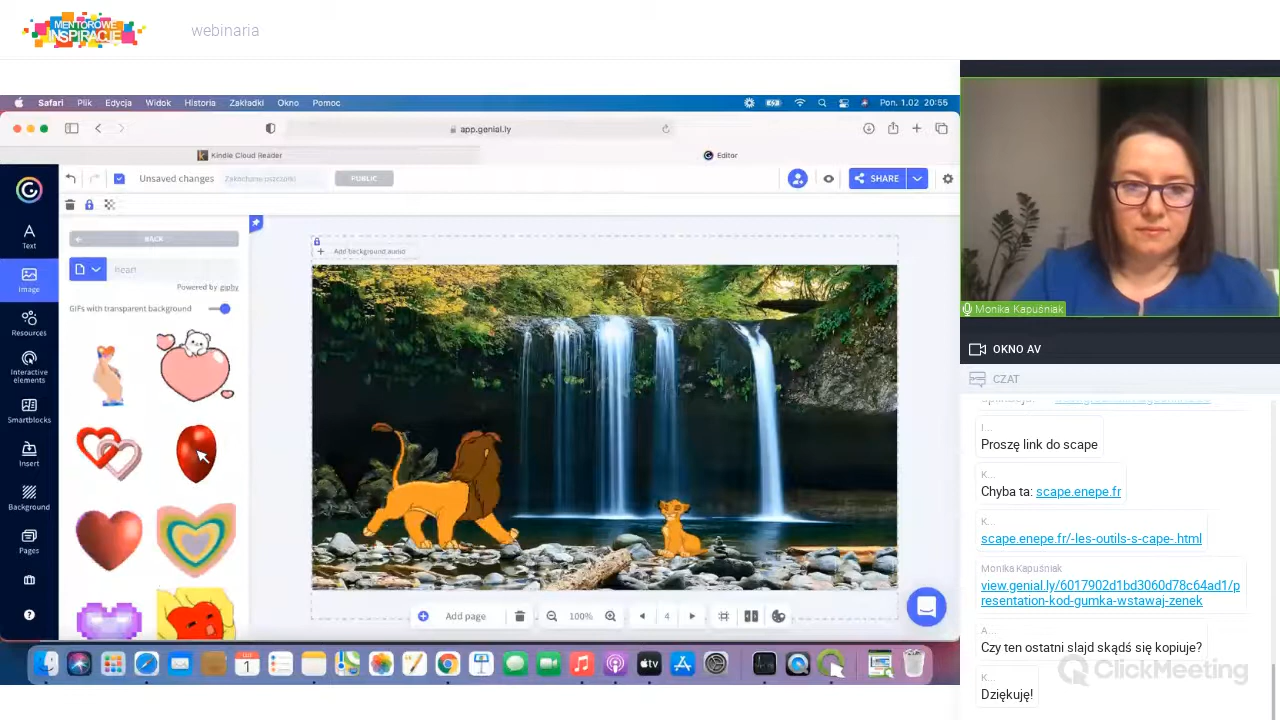 MENTOROWE
INSPIRACJE
webinaria
Safari Plik Edycja Widok Historia Zakładki Okno Pomoc
Pon. 1.02 20:55
app.genial.ly
Kindle Cloud Reader
Editor
Unsaved changes
PUBLIC
SHARE
Text
Image
Resources
Interactive
elements
Smartblocks
Insert
Background
Pages
BACK
heart
Powered by giphy
GIFs with transparent background
Add background audio
Add page
100%
4
Monika Kapuśniak
OKNO AV
CZAT
I...
Proszę link do scape
K...
Chyba ta: scape.enepe.fr
K...
scape.enepe.fr/-les-outils-s-cape-.html
Monika Kapuśniak
view.genial.ly/6017902d1bd3060d78c64ad1/p
resentation-kod-gumka-wstawaj-zenek
A...
Czy ten ostatni slajd skądś się kopiuje?
K...
Dziękuję!
ClickMeeting